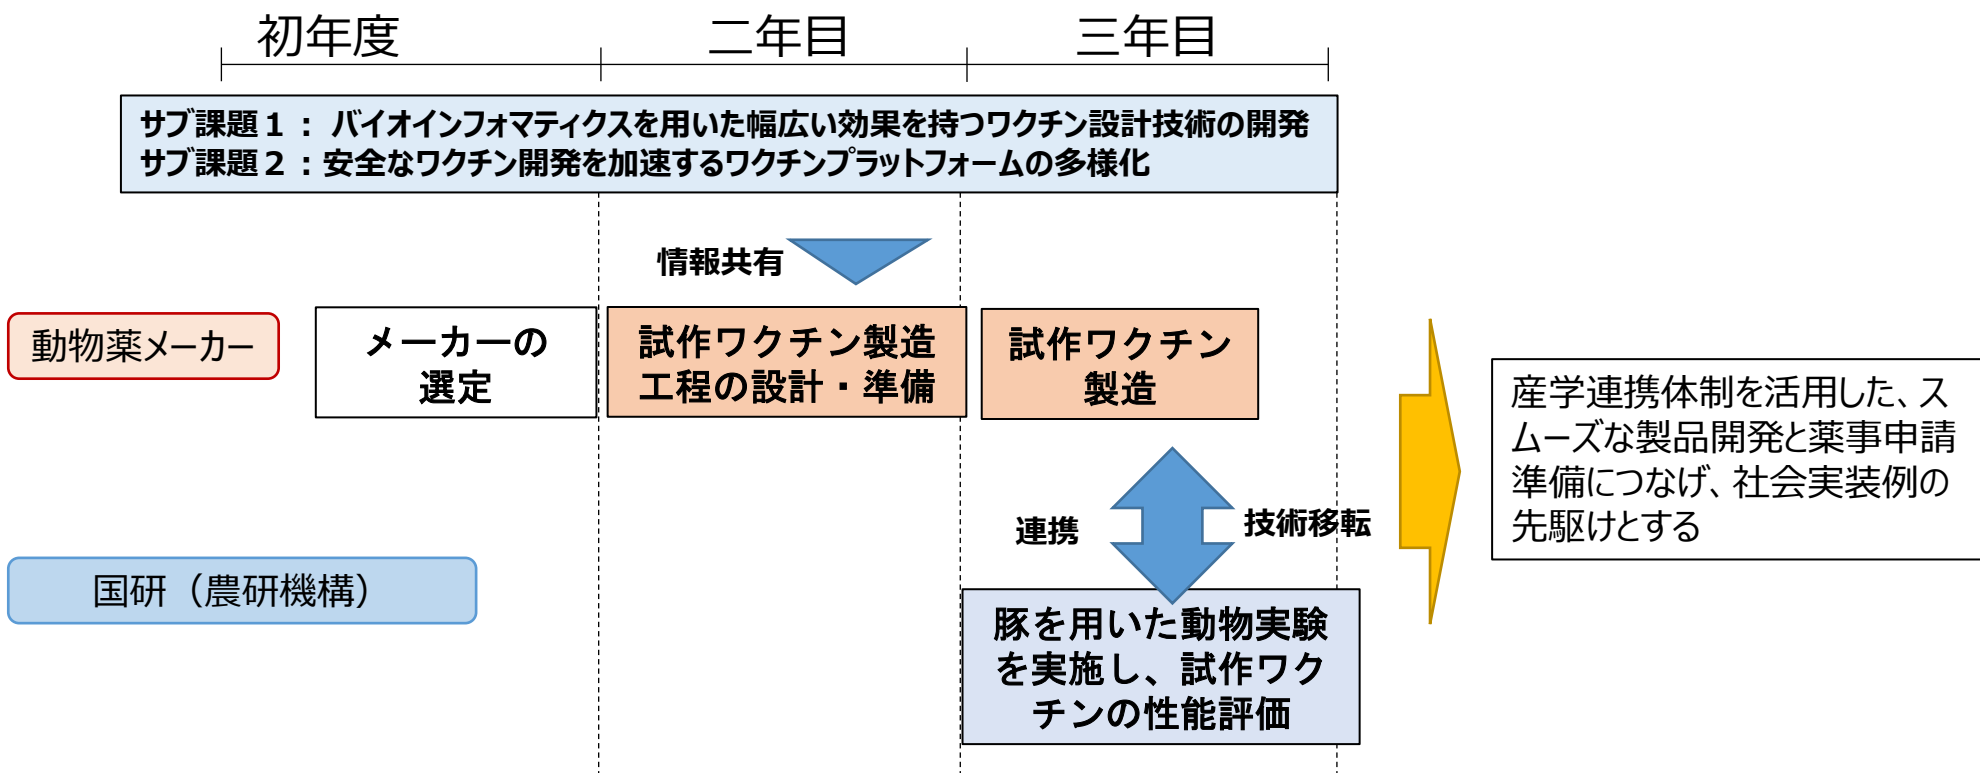 初年度
二年目
三年目
サブ課題１： バイオインフォマティクスを用いた幅広い効果を持つワクチン設計技術の開発
サブ課題２：安全なワクチン開発を加速するワクチンプラットフォームの多様化
情報共有
動物薬メーカー
メーカーの
選定
試作ワクチン製造
工程の設計・準備
試作ワクチン
製造
連携
技術移転
国研（農研機構）
豚を用いた動物実験
を実施し、試作ワク
チンの性能評価
産学連携体制を活用した、ス
ムーズな製品開発と薬事申請
準備につなげ、社会実装例の
先駆けとする